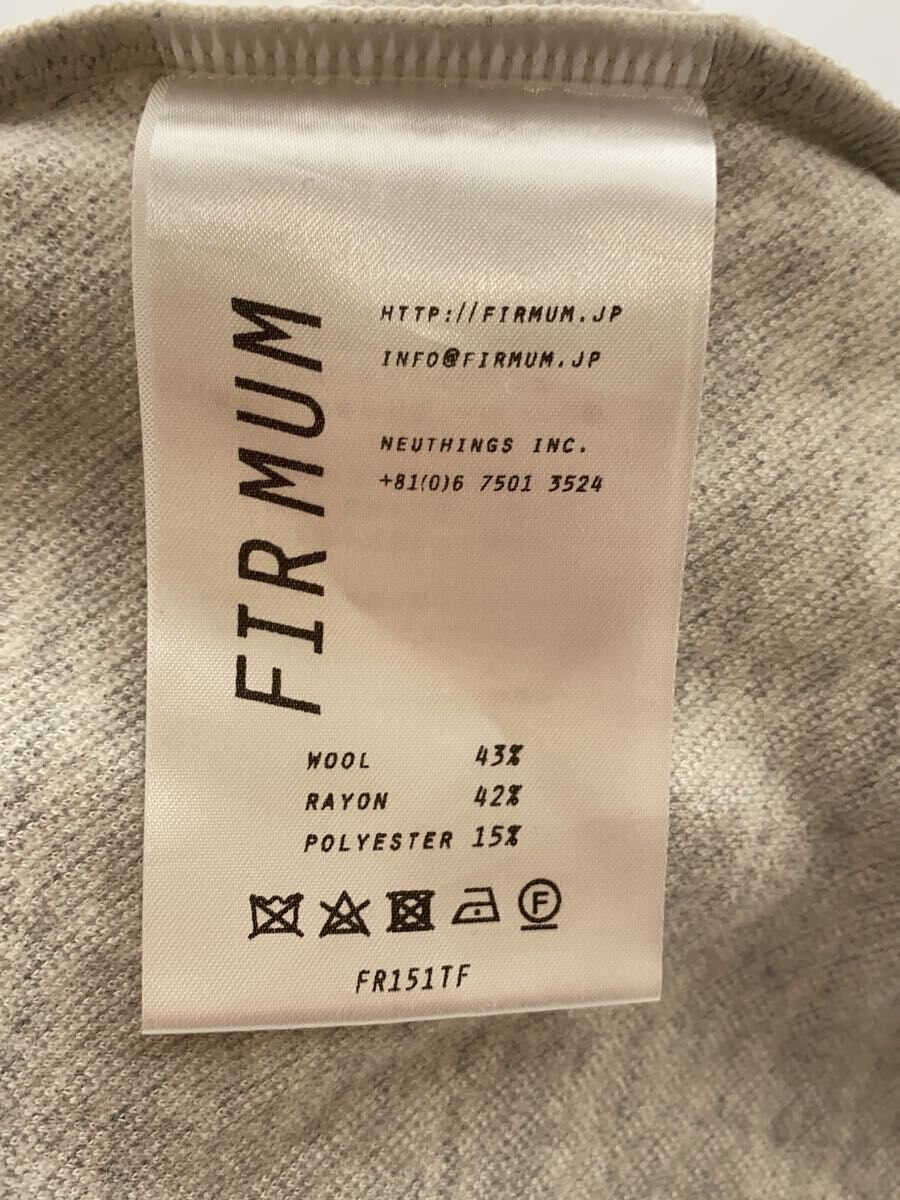 FIRMUM
HTTP://FIRMUM.JP
INFO@FIRMUM.JP
NEUTHINGS INC.
+81(0)6 7501 3524
WOOL 43%
RAYON 42%
POLYESTER 15%
F
FR151TF